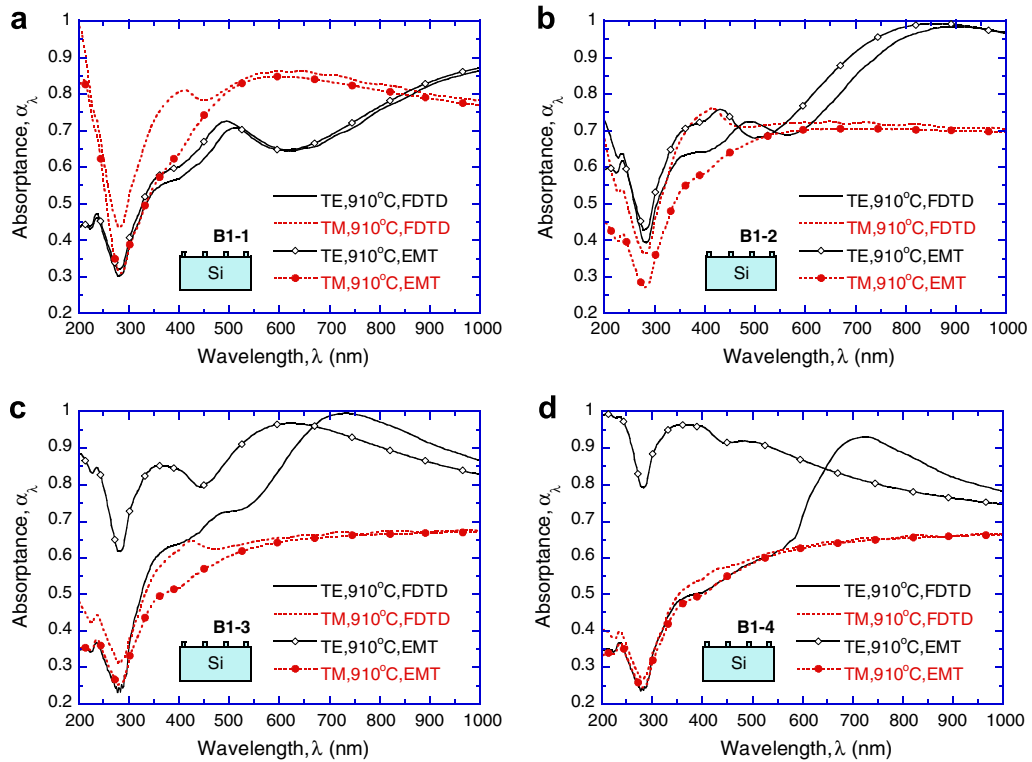 a
1
0.9
0.8
0.7
0.6
0.5
0.4
0.3
0.2
Absorptance, αλ
TE,910°C,FDTD
TM,910°C,FDTD
TE,910°C,EMT
TM,910°C,EMT
B1-1
Si
200 300 400 500 600 700 800 900 1000
Wavelength, λ (nm)
b
1
0.9
0.8
0.7
0.6
0.5
0.4
0.3
0.2
Absorptance, αλ
TE,910°C,FDTD
TM,910°C,FDTD
TE,910°C,EMT
TM,910°C,EMT
B1-2
Si
200 300 400 500 600 700 800 900 1000
Wavelength, λ (nm)
c
1
0.9
0.8
0.7
0.6
0.5
0.4
0.3
0.2
Absorptance, αλ
TE,910°C,FDTD
TM,910°C,FDTD
TE,910°C,EMT
TM,910°C,EMT
B1-3
Si
200 300 400 500 600 700 800 900 1000
Wavelength, λ (nm)
d
1
0.9
0.8
0.7
0.6
0.5
0.4
0.3
0.2
Absorptance, αλ
TE,910°C,FDTD
TM,910°C,FDTD
TE,910°C,EMT
TM,910°C,EMT
B1-4
Si
200 300 400 500 600 700 800 900 1000
Wavelength, λ (nm)